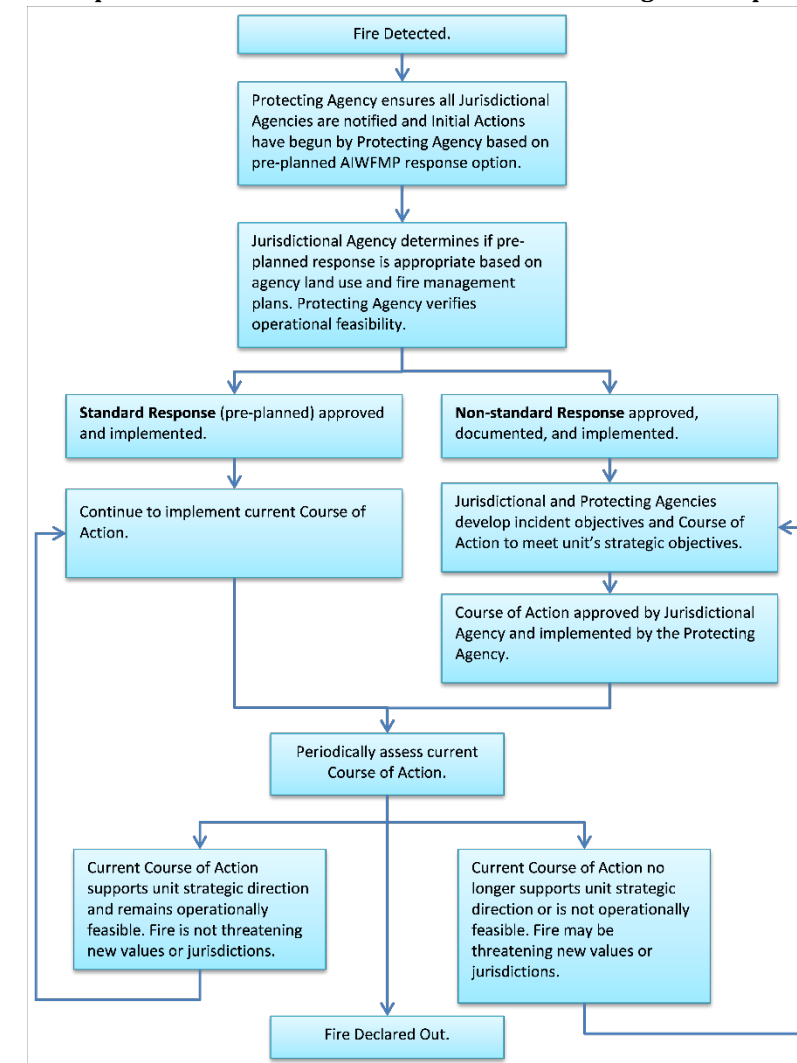 Fire Detected.
Protecting Agency ensures all Jurisdictional
Agencies are notified and Initial Actions
have begun by Protecting Agency based on
pre-planned AIWFMP response option.
Jurisdictional Agency determines if pre-
planned response is appropriate based on
agency land use and fire management
plans. Protecting Agency verifies
operational feasibility.
Standard Response (pre-planned) approved
and implemented.
Non-standard Response approved,
documented, and implemented.
Continue to implement current Course of
Action.
Jurisdictional and Protecting Agencies
develop incident objectives and Course of
Action to meet unit’s strategic objectives.
Course of Action approved by Jurisdictional
Agency and implemented by the Protecting
Agency.
Periodically assess current
Course of Action.
Current Course of Action
supports unit strategic direction
and remains operationally
feasible. Fire is not threatening
new values or jurisdictions.
Current Course of Action no
longer supports unit strategic
direction or is not operationally
feasible. Fire may be
threatening new values or
jurisdictions.
Fire Declared Out.